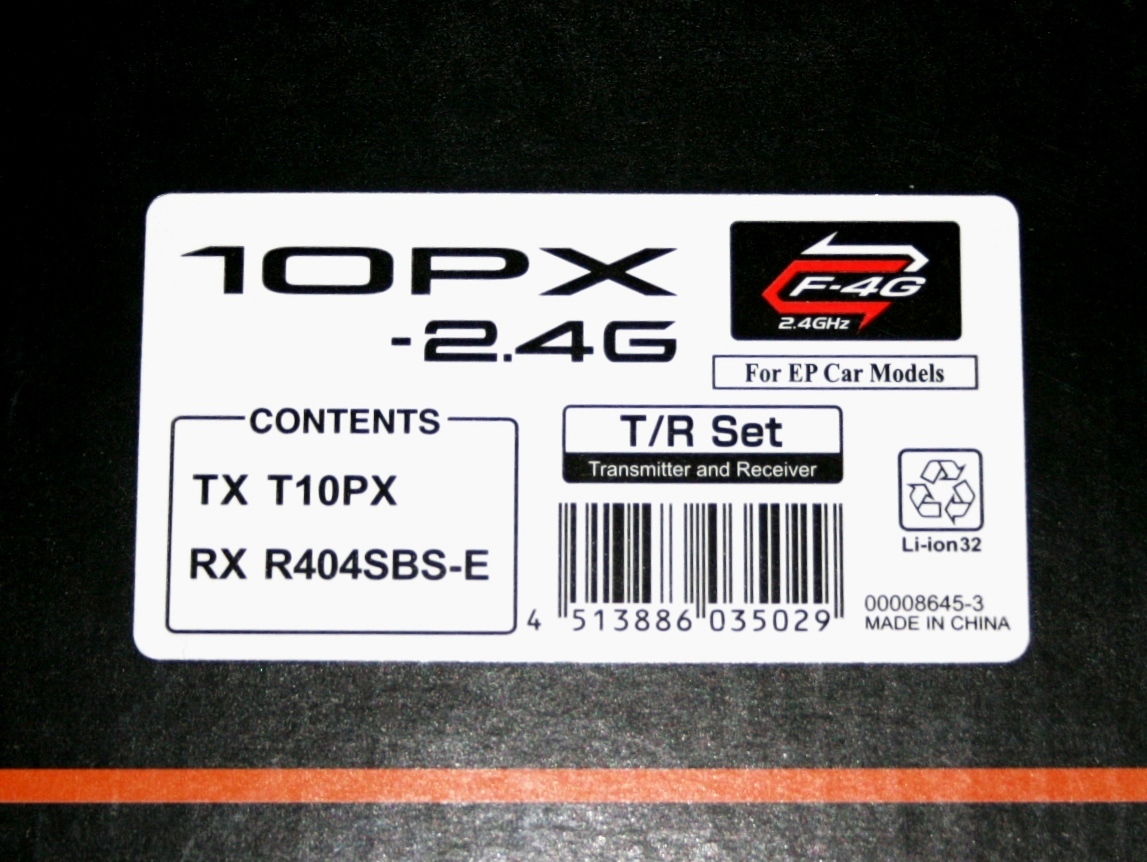 10PX
-2.4G
F-4G
2.4GHz
For EP Car Models
CONTENTS
TX T10PX
RX R404SBS-E
T/R Set
Transmitter and Receiver
4 513886 035029
Li-ion32
00008645-3
MADE IN CHINA